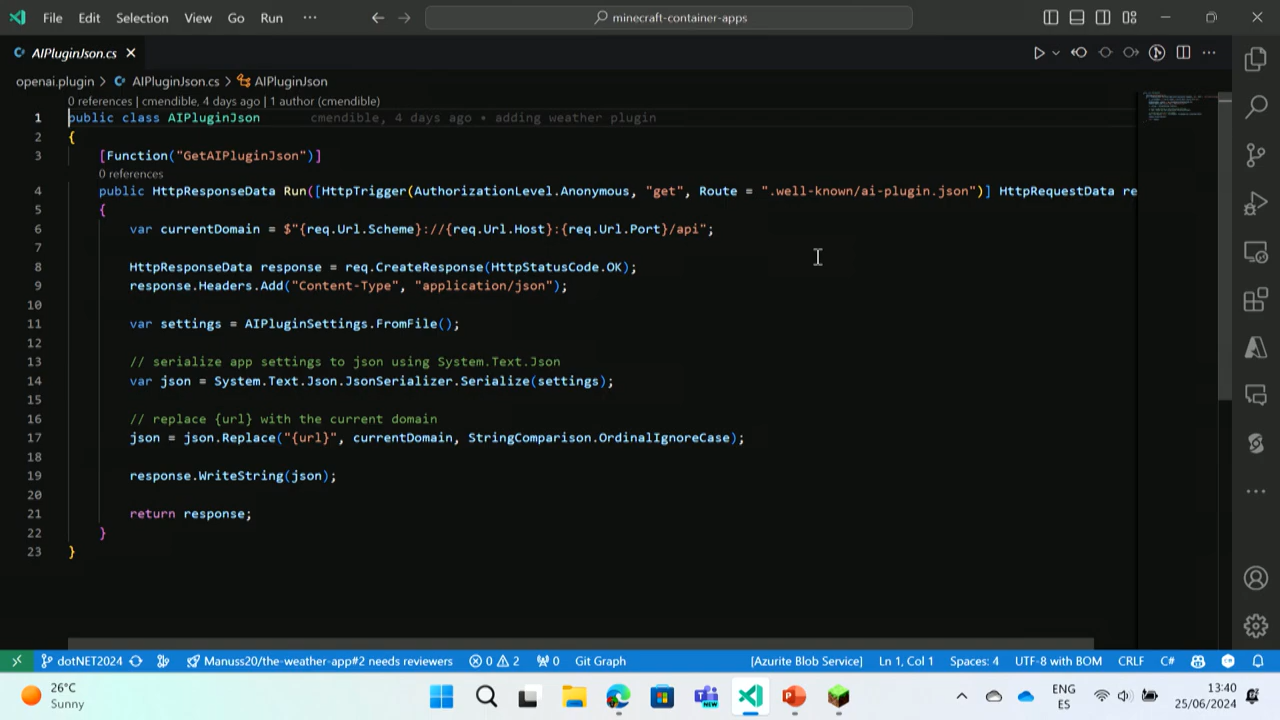 File Edit Selection View Go Run ··· minecraft-container-apps
AIPluginJson.cs
openai.plugin > AIPluginJson.cs > AIPluginJson
0 references | cmendible, 4 days ago | 1 author (cmendible)
1 public class AIPluginJson cmendible, 4 days ago • adding weather plugin
2 {
3 [Function("GetAIPluginJson")]
0 references
4 public HttpResponseData Run([HttpTrigger(AuthorizationLevel.Anonymous, "get", Route = ".well-known/ai-plugin.json")] HttpRequestData re
5 {
6 var currentDomain = $"{req.Url.Scheme}://{req.Url.Host}:{req.Url.Port}/api";
7
8 HttpResponseData response = req.CreateResponse(HttpStatusCode.OK);
9 response.Headers.Add("Content-Type", "application/json");
10
11 var settings = AIPluginSettings.FromFile();
12
13 // serialize app settings to json using System.Text.Json
14 var json = System.Text.Json.JsonSerializer.Serialize(settings);
15
16 // replace {url} with the current domain
17 json = json.Replace("{url}", currentDomain, StringComparison.OrdinalIgnoreCase);
18
19 response.WriteString(json);
20
21 return response;
22 }
23 }
dotNET2024 Manuss20/the-weather-app#2 needs reviewers 0 2 0 Git Graph [Azurite Blob Service] Ln 1, Col 1 Spaces: 4 UTF-8 with BOM CRLF C#
26°C
Sunny
NEW
ENG
ES
13:40
25/06/2024